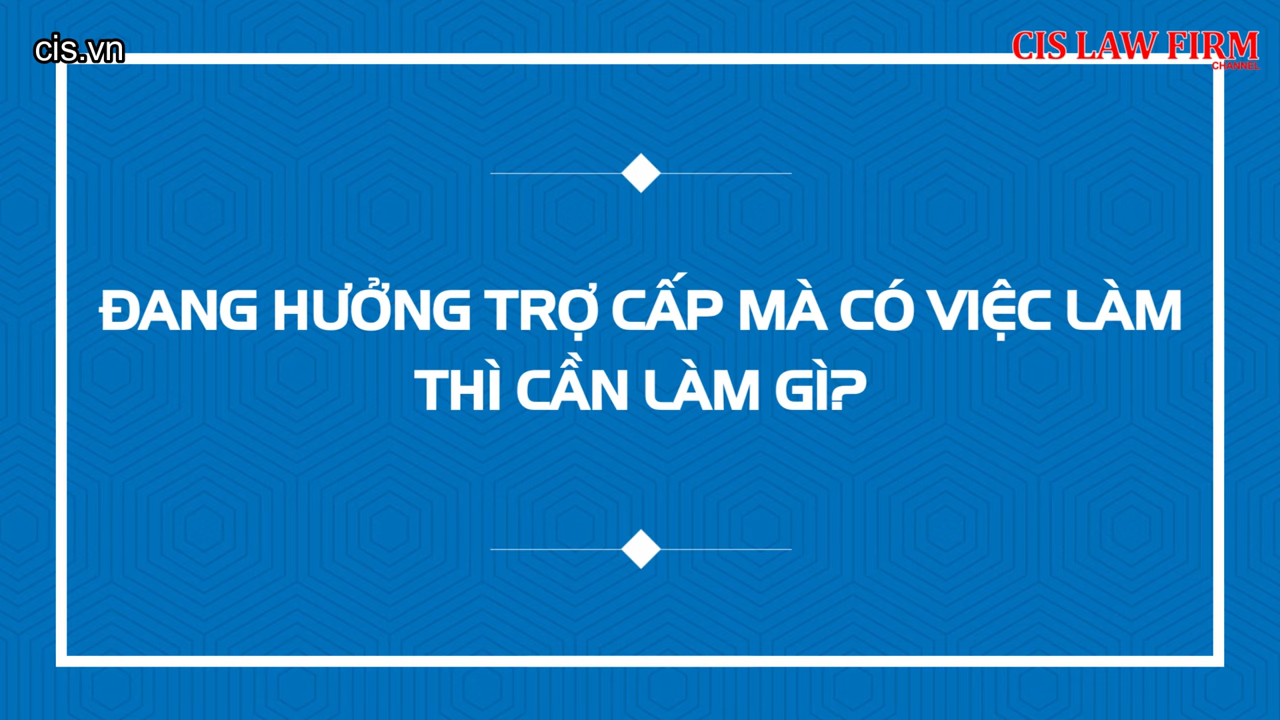 cis.vn
CIS LAW FIRM
CHANNEL
ĐANG HƯỞNG TRỢ CẤP MÀ CÓ VIỆC LÀM
THÌ CẦN LÀM GÌ?